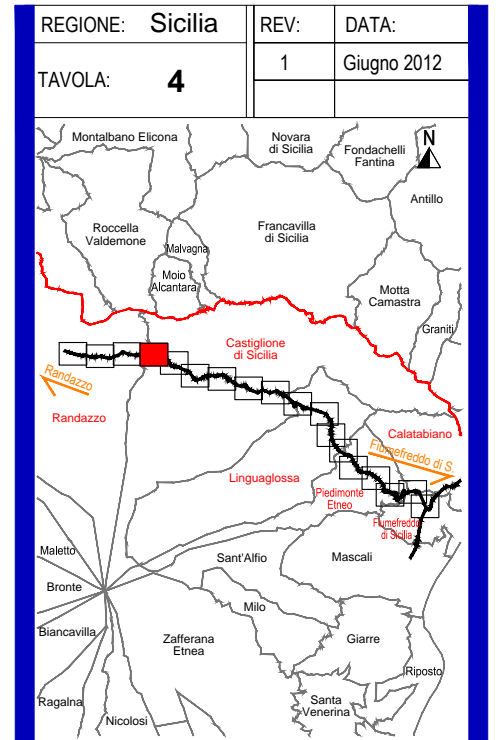 REGIONE: Sicilia
REV:
DATA:
1
Giugno 2012
TAVOLA: 4
Montalbano Elicona
Novara
di Sicilia
Fondachelli
Fantina
N
Antillo
Roccella
Valdemone
Malvagna
Francavilla
di Sicilia
Moio
Alcantara
Motta
Camastra
Graniti
Castiglione
di Sicilia
Randazzo
Randazzo
Calatabiano
Fiumefreddo di S.
Linguaglossa
Piedimonte
Etneo
Fiumefreddo
di Sicilia
Maletto
Sant'Alfio
Mascali
Bronte
Milo
Biancavilla
Zafferana
Etnea
Giarre
Riposto
Ragalna
Santa
Venerina
Nicolosi